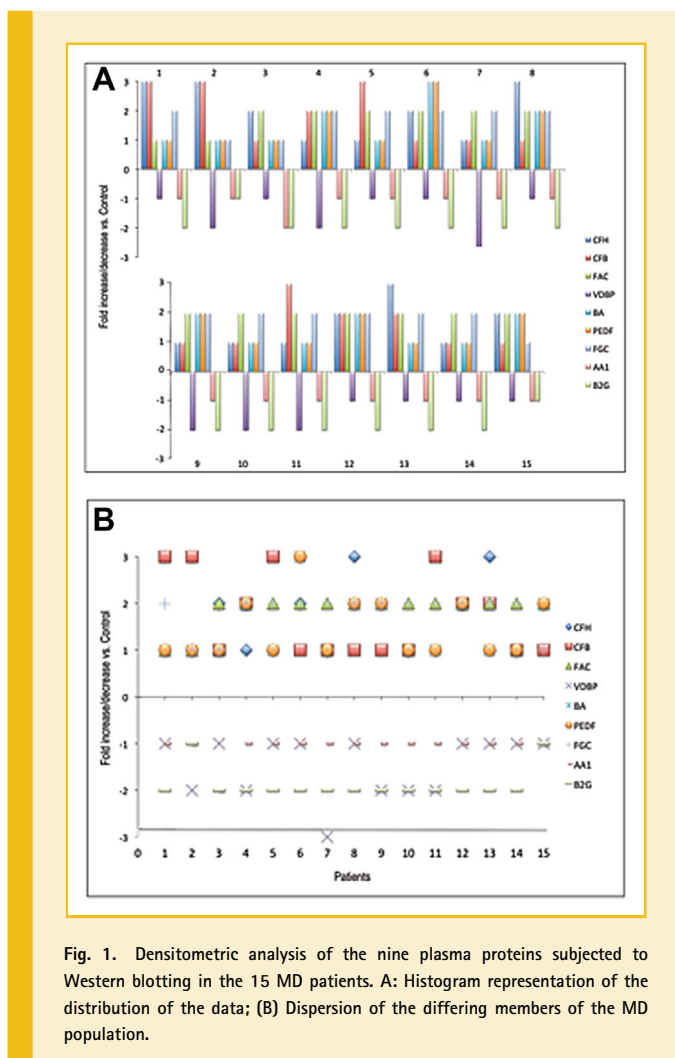 A
1 2 3 4 5 6 7 8
3
2
1
0
-1
-2
-3
Fold increase/decrease vs. Control
3
2
1
0
-1
-2
-3
9 10 11 12 13 14 15
CFH
CFB
FAC
VDBP
BA
PEDF
FGC
AA1
B2G
B
3
2
1
0
-1
-2
-3
Fold increase/decrease vs. Control
0 1 2 3 4 5 6 7 8 9 10 11 12 13 14 15
Patients
CFH
CFB
FAC
VDBP
BA
PEDF
FGC
AA1
B2G
Fig. 1. Densitometric analysis of the nine plasma proteins subjected to
Western blotting in the 15 MD patients. A: Histogram representation of the
distribution of the data; (B) Dispersion of the differing members of the MD
population.